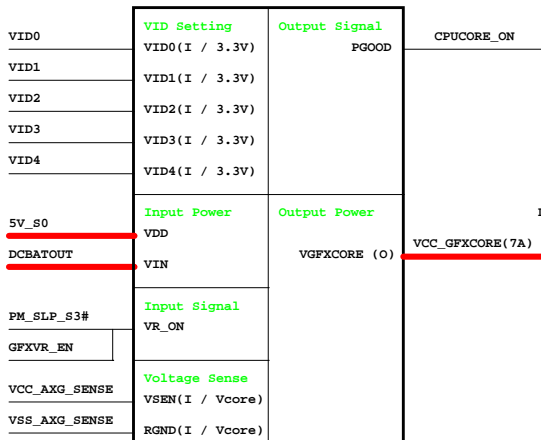 VID Setting
Output Signal
VID0
VID0(I / 3.3V)
PGOOD
CPUCORE_ON
VID1
VID1(I / 3.3V)
VID2
VID2(I / 3.3V)
VID3
VID3(I / 3.3V)
VID4
VID4(I / 3.3V)
Input Power
Output Power
5V_S0
VDD
DCBATOUT
VIN
VGFXCORE (O)
VCC_GFXCORE(7A)
Input Signal
PM_SLP_S3#
VR_ON
GFXVR_EN
Voltage Sense
VCC_AXG_SENSE
VSEN(I / Vcore)
VSS_AXG_SENSE
RGND(I / Vcore)